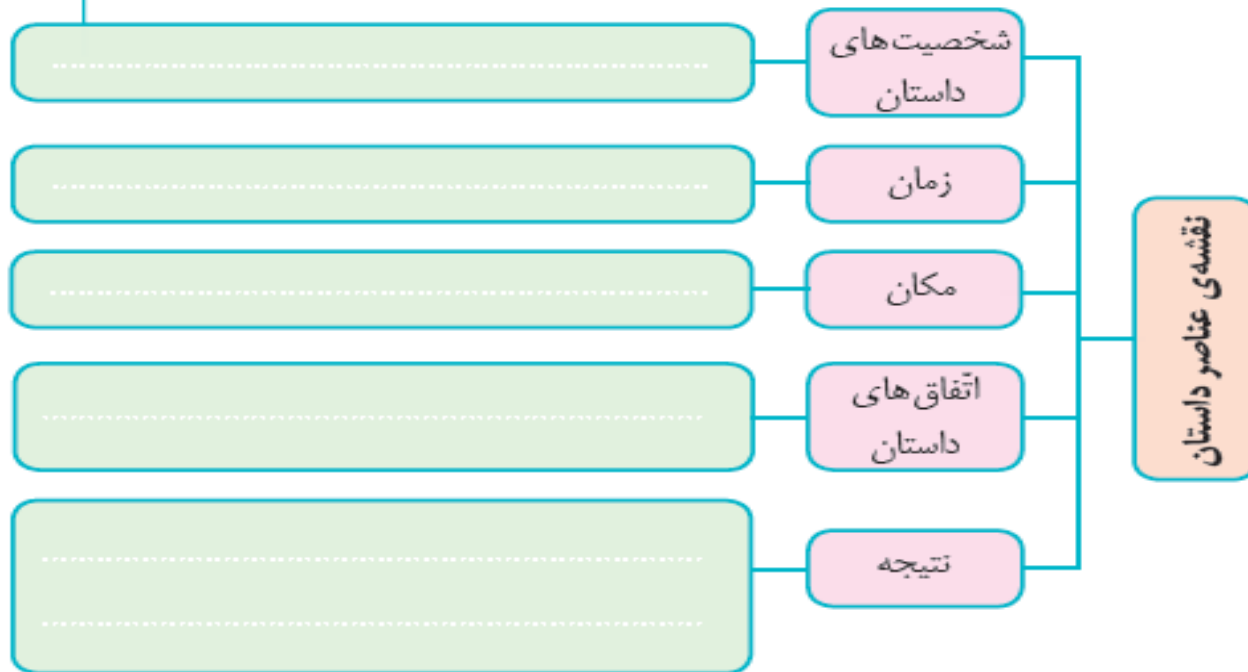 نقشه‌ی عناصر داستان
شخصیت‌های
داستان
زمان
مکان
اتّفاق‌های
داستان
نتیجه